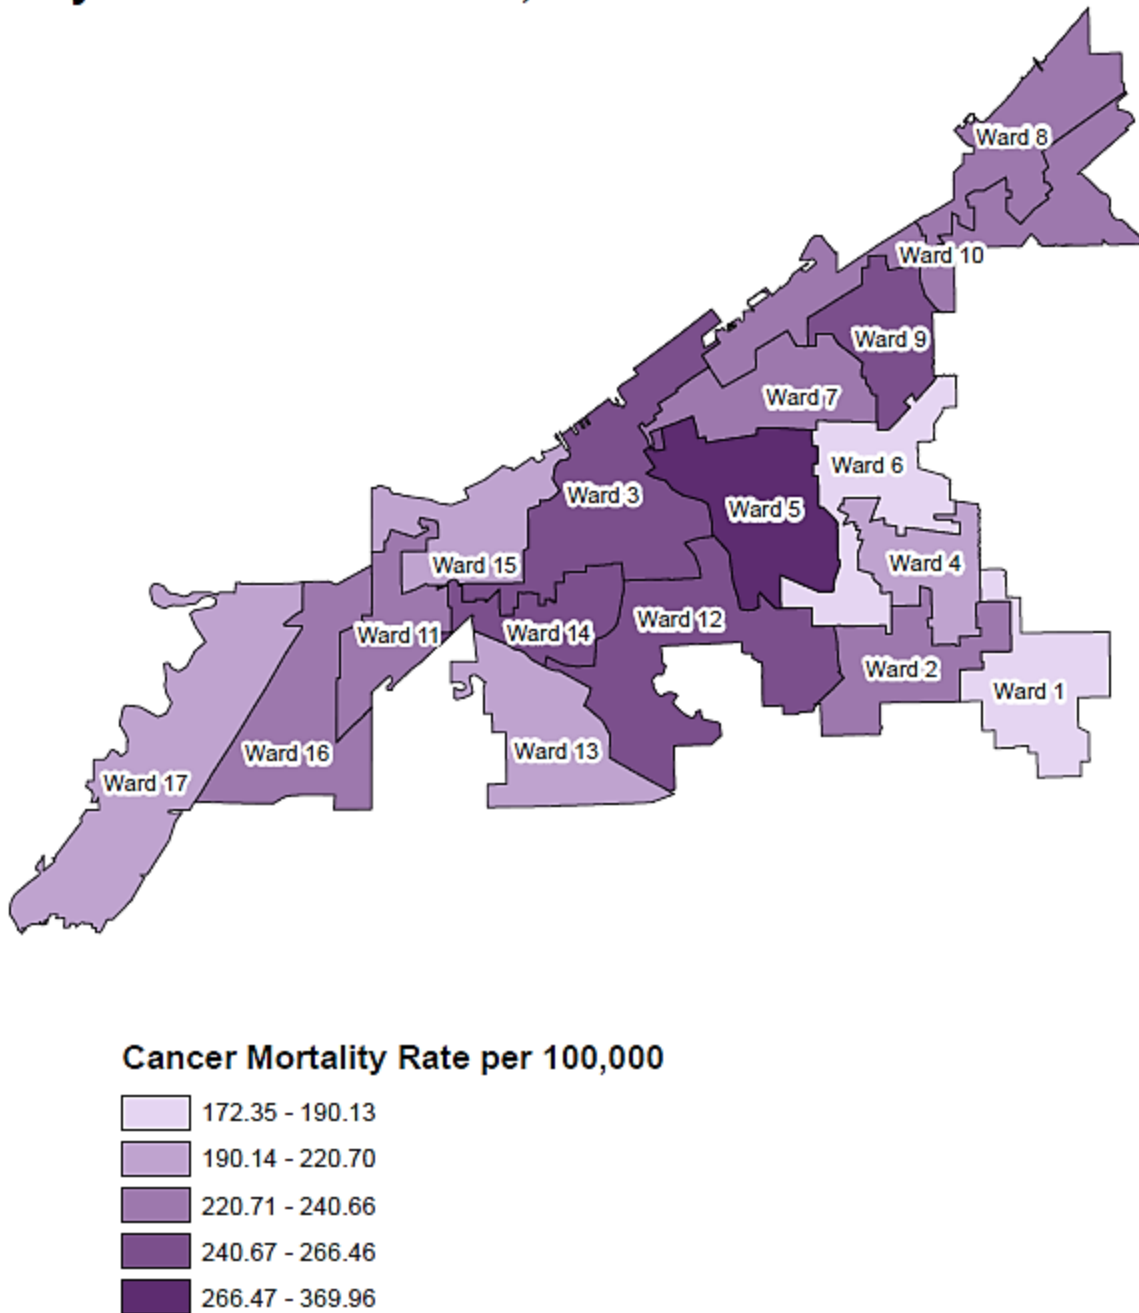 Ward 8
Ward 10
Ward 9
Ward 7
Ward 6
Ward 3
Ward 5
Ward 15
Ward 4
Ward 12
Ward 11
Ward 14
Ward 2
Ward 1
Ward 16
Ward 13
Ward 17
Cancer Mortality Rate per 100,000
172.35 - 190.13
190.14 - 220.70
220.71 - 240.66
240.67 - 266.46
266.47 - 369.96